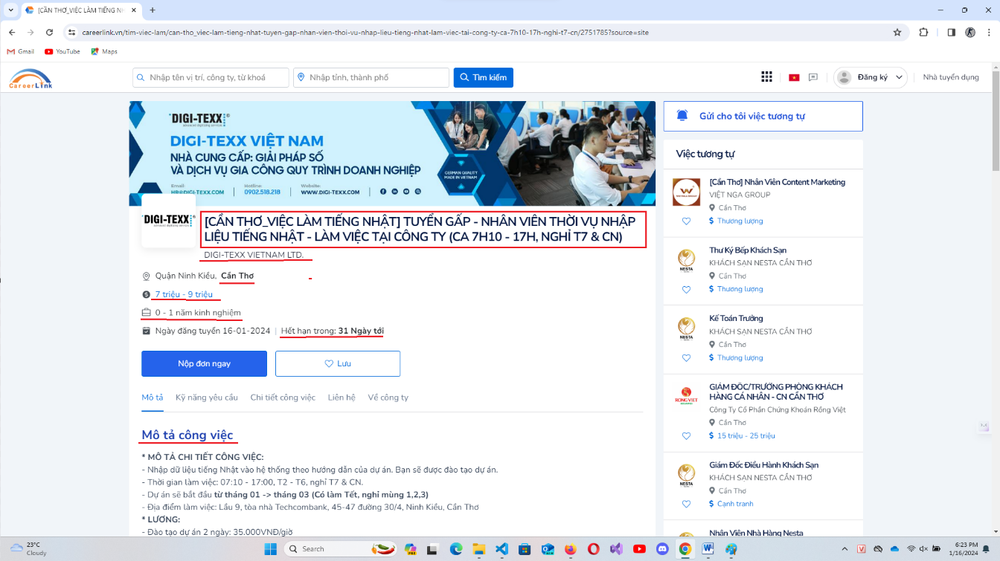 [CẦN THƠ_VIỆC LÀM TIẾNG NH
careerlink.vn/tim-viec-lam/can-tho_viec-lam-tieng-nhat-tuyen-gap-nhan-vien-thoi-vu-nhap-lieu-tieng-nhat-lam-viec-tai-cong-ty-ca-7h10-17h-nghi-t7-cn/2751785?source=site
Gmail YouTube Maps
CareerLink
Nhập tên vị trí, công ty, từ khoá
Nhập tỉnh, thành phố
Tìm kiếm
Đăng ký
Nhà tuyển dụng
DIGI-TEXX
advanced digitizing services
DIGI-TEXX VIỆT NAM
NHÀ CUNG CẤP: GIẢI PHÁP SỐ
VÀ DỊCH VỤ GIA CÔNG QUY TRÌNH DOANH NGHIỆP
GERMAN QUALITY
MADE IN VIETNAM
Email: Hotline: Website:
HR@DIGI-TEXX.COM 0902.518.218 WWW.DIGI-TEXX.COM
DIGI-TEXX
[CẦN THƠ_VIỆC LÀM TIẾNG NHẬT] TUYỂN GẤP - NHÂN VIÊN THỜI VỤ NHẬP
LIỆU TIẾNG NHẬT - LÀM VIỆC TẠI CÔNG TY (CA 7H10 - 17H, NGHỈ T7 & CN)
DIGI-TEXX VIETNAM LTD.
Quận Ninh Kiều, Cần Thơ
7 triệu - 9 triệu
0 - 1 năm kinh nghiệm
Ngày đăng tuyển 16-01-2024 | Hết hạn trong: 31 Ngày tới
Nộp đơn ngay
Lưu
Mô tả Kỹ năng yêu cầu Chi tiết công việc Liên hệ Về công ty
Mô tả công việc
* MÔ TẢ CHI TIẾT CÔNG VIỆC:
- Nhập dữ liệu tiếng Nhật vào hệ thống theo hướng dẫn của dự án. Bạn sẽ được đào tạo dự án.
- Thời gian làm việc: 07:10 - 17:00, T2 - T6, nghỉ T7 & CN.
- Dự án sẽ bắt đầu từ tháng 01 -> tháng 03 (Có làm Tết, nghỉ mùng 1,2,3)
- Địa điểm làm việc: Lầu 9, tòa nhà Techcombank, 45-47 đường 30/4, Ninh Kiều, Cần Thơ
* LƯƠNG:
- Đào tạo dự án 2 ngày: 35.000VNĐ/giờ
Gửi cho tôi việc tương tự
Việc tương tự
[Cần Thơ] Nhân Viên Content Marketing
VIỆT NGA GROUP
Cần Thơ
Thương lượng
Thư Ký Bếp Khách Sạn
KHÁCH SẠN NESTA CẦN THƠ
NESTA
Cần Thơ
Thương lượng
Kế Toán Trưởng
KHÁCH SẠN NESTA CẦN THƠ
NESTA
Cần Thơ
Thương lượng
GIÁM ĐỐC/TRƯỞNG PHÒNG KHÁCH
HÀNG CÁ NHÂN - CN CẦN THƠ
RONG VIET
Công Ty Cổ Phần Chứng Khoán Rồng Việt
Cần Thơ
15 triệu - 25 triệu
Giám Đốc Điều Hành Khách Sạn
KHÁCH SẠN NESTA CẦN THƠ
NESTA
Cần Thơ
Cạnh tranh
Nhân Viên Nhà Hàng Nesta
23°C
Cloudy
Search
6:23 PM
1/16/2024